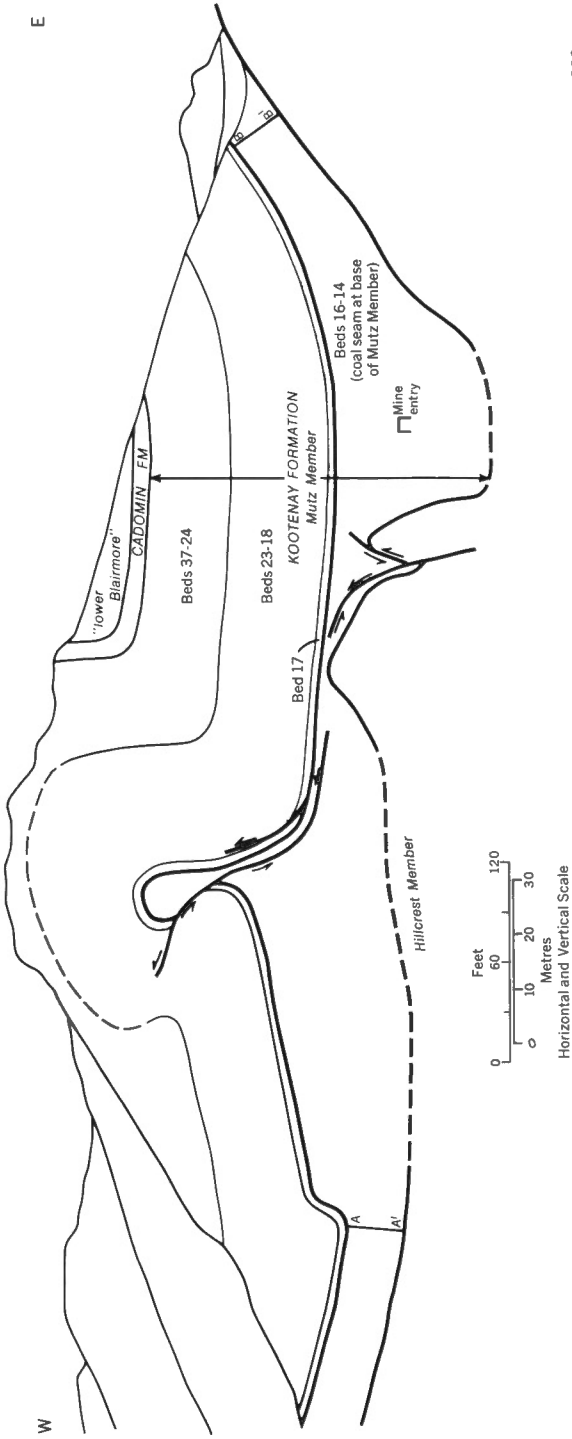 W
E
"lower
Blairmore"
CADOMIN FM
Beds 37-24
Beds 23-18
KOOTENAY FORMATION
Mutz Member
Bed 17
Beds 16-14
(coal seam at base
of Mutz Member)
Mine
entry
B
B'
A
A'
Hillcrest Member
Feet
0 60 120
0 10 20 30
Metres
Horizontal and Vertical Scale